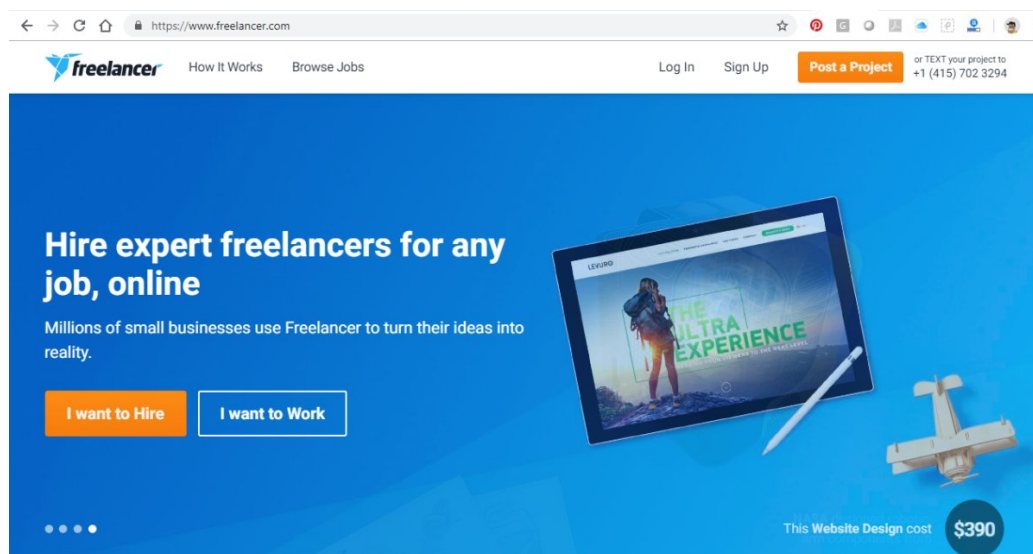 https://www.freelancer.com
freelancer
How It Works
Browse Jobs
Log In
Sign Up
Post a Project
or TEXT your project to
+1 (415) 702 3294
Hire expert freelancers for any
job, online
Millions of small businesses use Freelancer to turn their ideas into
reality.
I want to Hire
I want to Work
LEVURO
THE
ULTRA
EXPERIENCE
This Website Design cost
$390